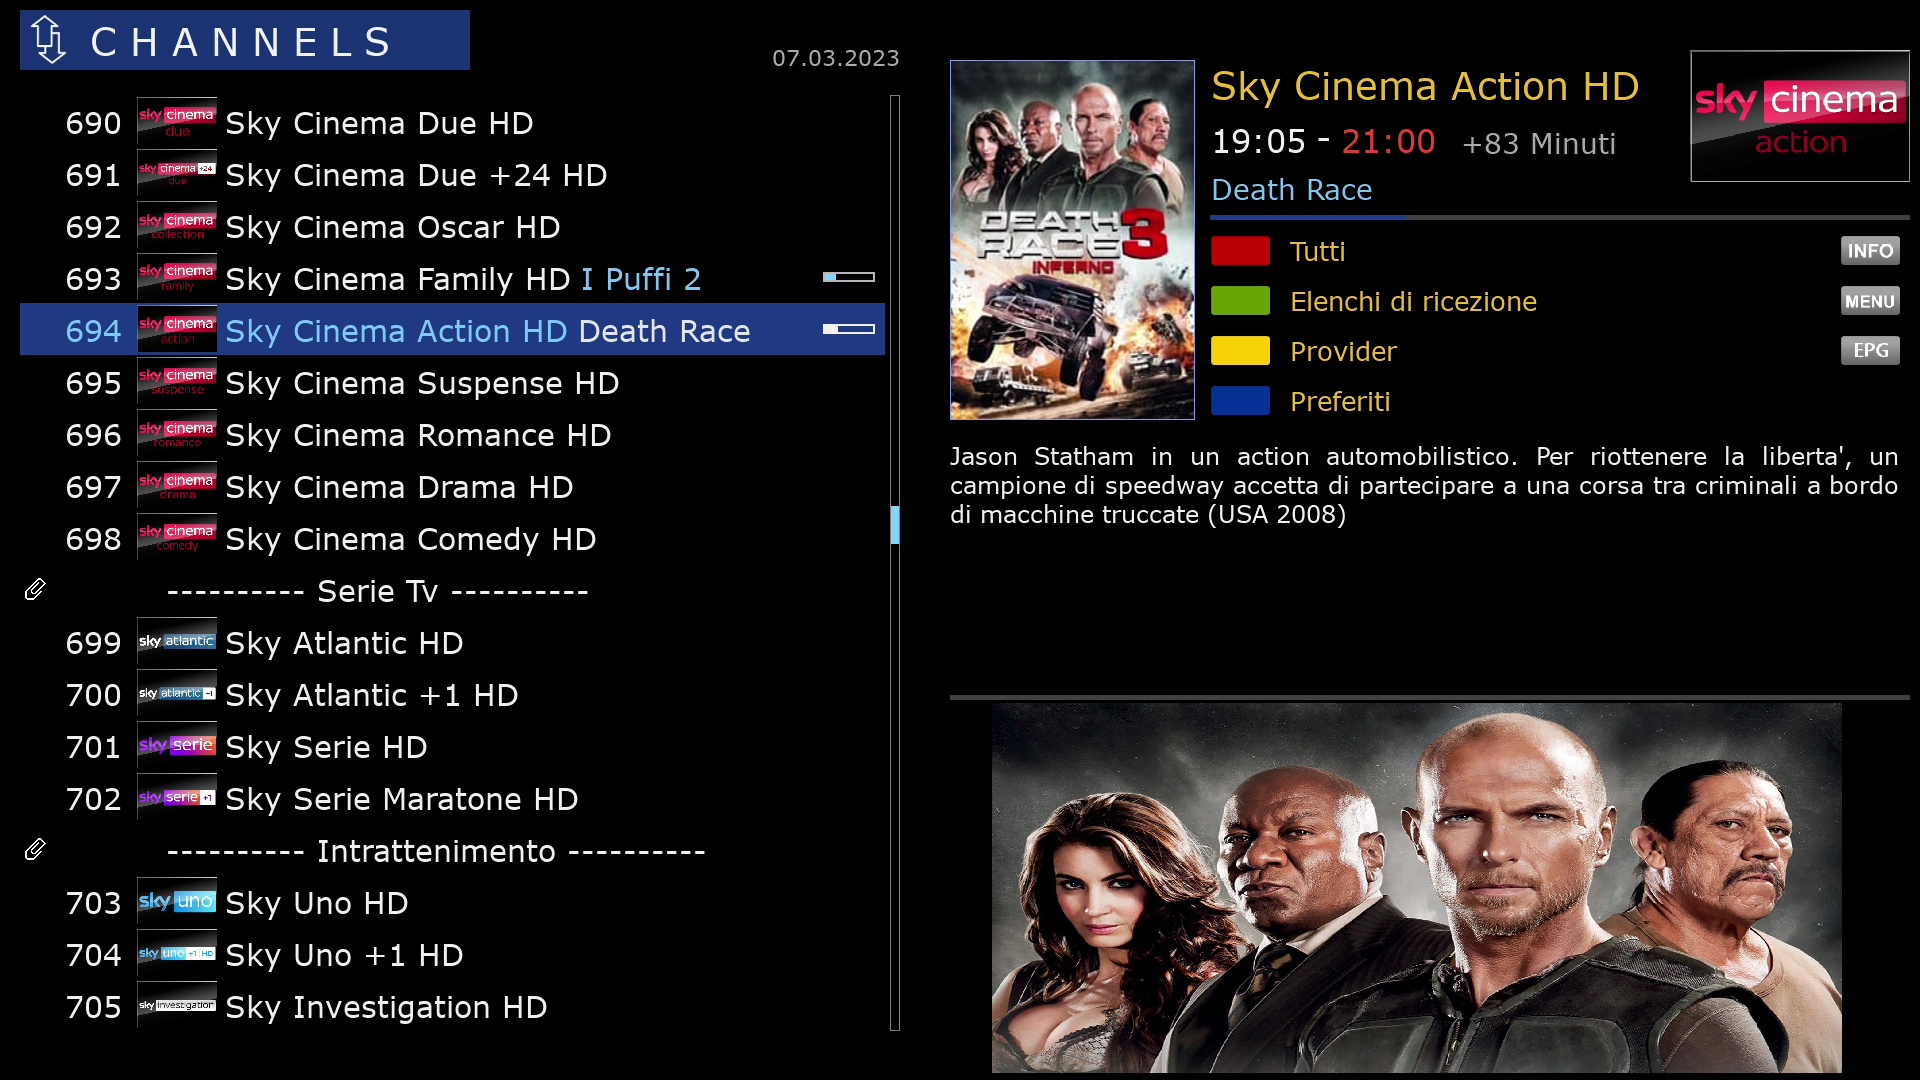 CHANNELS
07.03.2023
690 sky cinema due Sky Cinema Due HD
691 sky cinema +24 due Sky Cinema Due +24 HD
692 sky cinema collection Sky Cinema Oscar HD
693 sky cinema family Sky Cinema Family HD I Puffi 2
694 sky cinema action Sky Cinema Action HD Death Race
695 sky cinema suspense Sky Cinema Suspense HD
696 sky cinema romance Sky Cinema Romance HD
697 sky cinema drama Sky Cinema Drama HD
698 sky cinema comedy Sky Cinema Comedy HD
---------- Serie Tv ----------
699 sky atlantic Sky Atlantic HD
700 sky atlantic +1 Sky Atlantic +1 HD
701 sky serie Sky Serie HD
702 sky serie +1 Sky Serie Maratone HD
---------- Intrattenimento ----------
703 sky uno Sky Uno HD
704 sky uno +1 HD Sky Uno +1 HD
705 sky investigation Sky Investigation HD
DEATH
RACE 3
INFERNO
Sky Cinema Action HD
19:05 - 21:00 +83 Minuti
Death Race
sky cinema
action
Tutti
INFO
Elenchi di ricezione
MENU
Provider
EPG
Preferiti
Jason Statham in un action automobilistico. Per riottenere la liberta', un
campione di speedway accetta di partecipare a una corsa tra criminali a bordo
di macchine truccate (USA 2008)